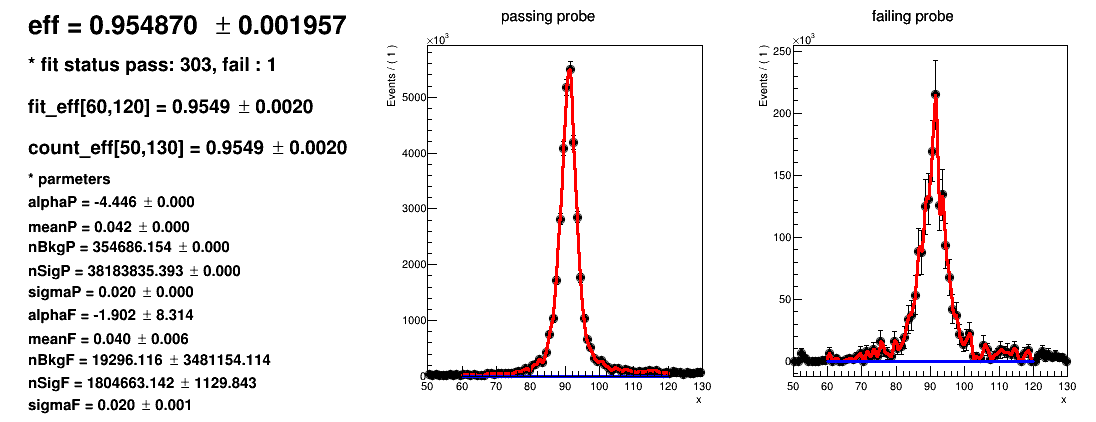 eff = 0.954870 ± 0.001957
* fit status pass: 303, fail : 1
fit_eff[60,120] = 0.9549 ± 0.0020
count_eff[50,130] = 0.9549 ± 0.0020
* parmeters
alphaP = -4.446 ± 0.000
meanP = 0.042 ± 0.000
nBkgP = 354686.154 ± 0.000
nSigP = 38183835.393 ± 0.000
sigmaP = 0.020 ± 0.000
alphaF = -1.902 ± 8.314
meanF = 0.040 ± 0.006
nBkgF = 19296.116 ± 3481154.114
nSigF = 1804663.142 ± 1129.843
sigmaF = 0.020 ± 0.001
passing probe
×10³
Events / ( 1 )
5000
4000
3000
2000
1000
0
50 60 70 80 90 100 110 120 130
x
failing probe
×10³
Events / ( 1 )
250
200
150
100
50
0
50 60 70 80 90 100 110 120 130
x